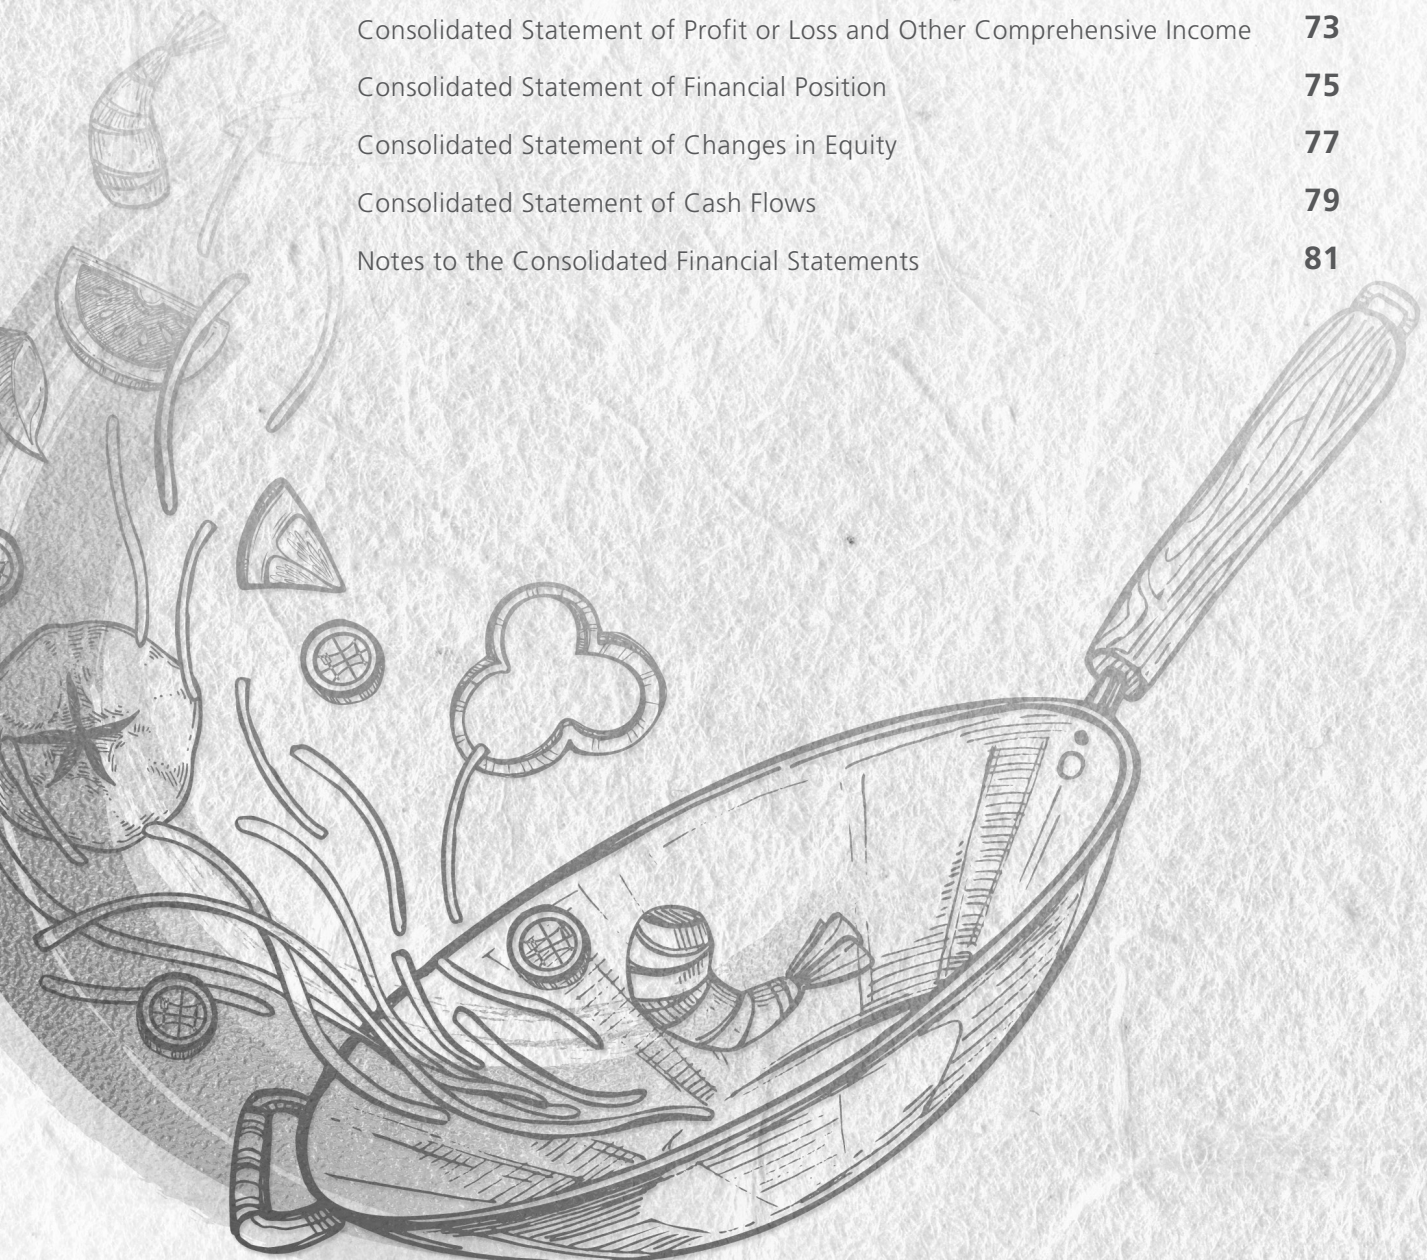 Consolidated Statement of Profit or Loss and Other Comprehensive Income 73
Consolidated Statement of Financial Position 75
Consolidated Statement of Changes in Equity 77
Consolidated Statement of Cash Flows 79
Notes to the Consolidated Financial Statements 81